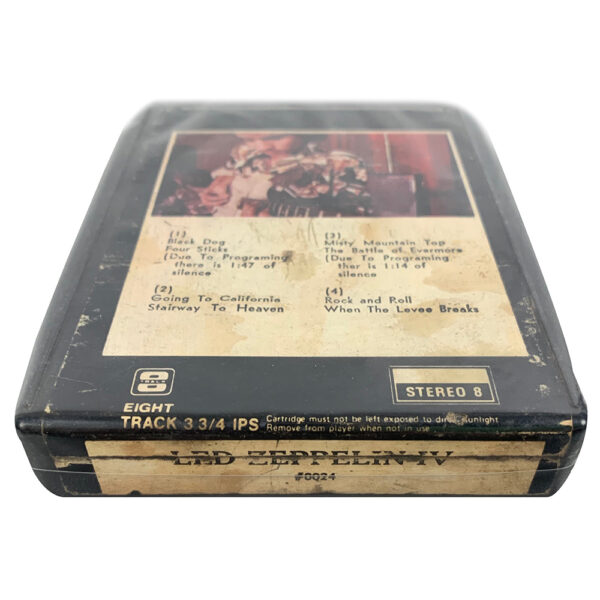 (1)
Black Dog
Four Sticks
(Due To Programing
there is 1:47 of
silence
(2)
Going To California
Stairway To Heaven
(3)
Misty Mountain Top
The Battle of Evermore
(Due To Programing
ther is 1:14 of
silence
(4)
Rock and Roll
When The Levee Breaks
8
TRACK
EIGHT
TRACK 3 3/4 IPS
Cartridge must not be left exposed to direct sunlight
Remove from player when not in use
STEREO 8
LED ZEPPELIN IV
#0024